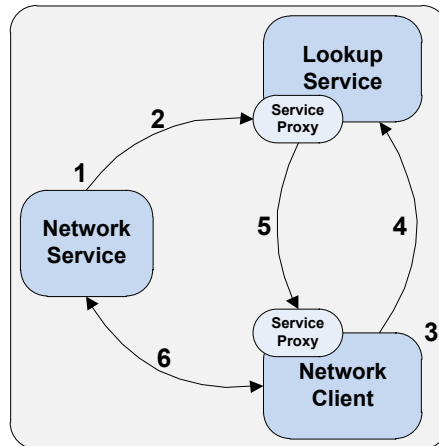 Lookup
Service
Service
Proxy
2
1
Network
Service
5
4
Service
Proxy
3
6
Network
Client